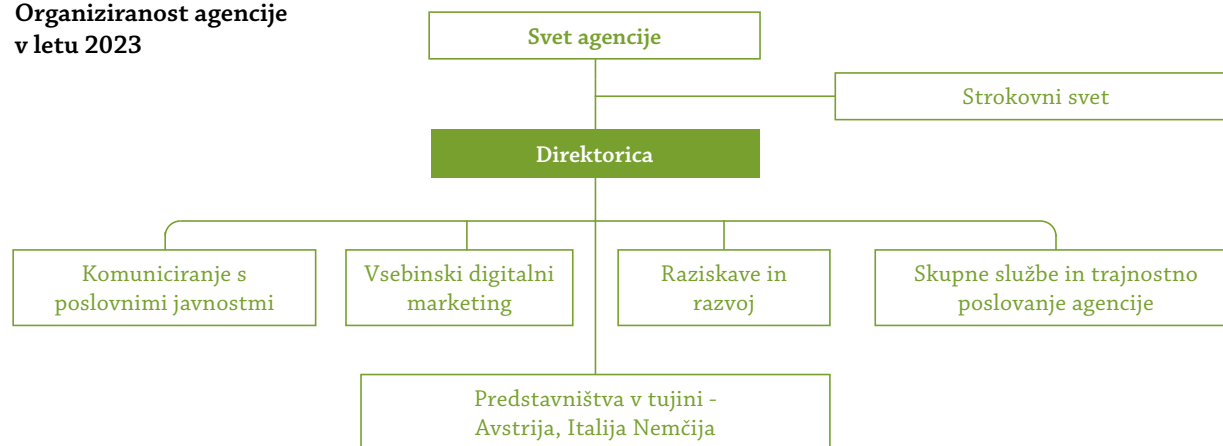 Organiziranost agencije
v letu 2023
Svet agencije
Strokovni svet
Direktorica
Komuniciranje s
poslovnimi javnostmi
Vsebinski digitalni
marketing
Raziskave in
razvoj
Skupne službe in trajnostno
poslovanje agencije
Predstavništva v tujini -
Avstrija, Italija Nemčija